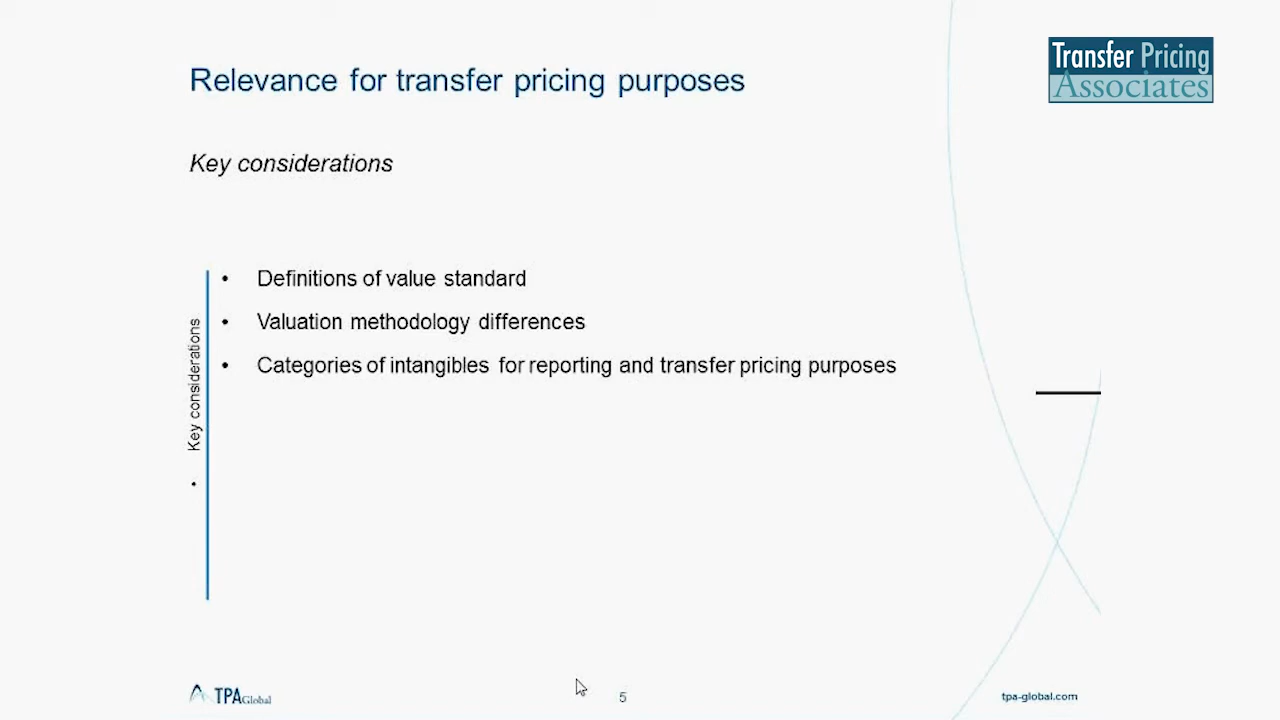 Transfer Pricing
Associates
Relevance for transfer pricing purposes
Key considerations
• Key considerations
• Definitions of value standard
• Valuation methodology differences
• Categories of intangibles for reporting and transfer pricing purposes
TPA Global
5
tpa-global.com